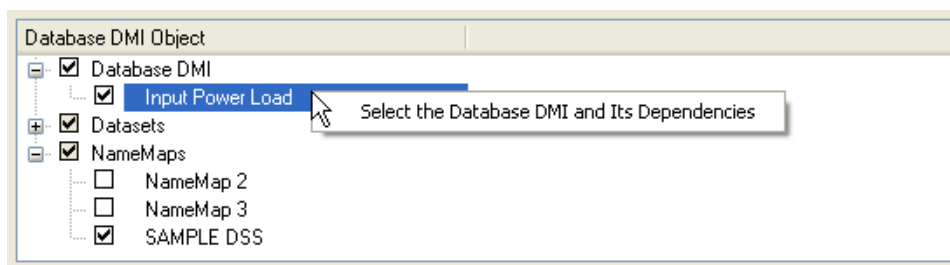 Database DMI Object
Database DMI
Input Power Load
Select the Database DMI and Its Dependencies
Datasets
NameMaps
NameMap 2
NameMap 3
SAMPLE DSS